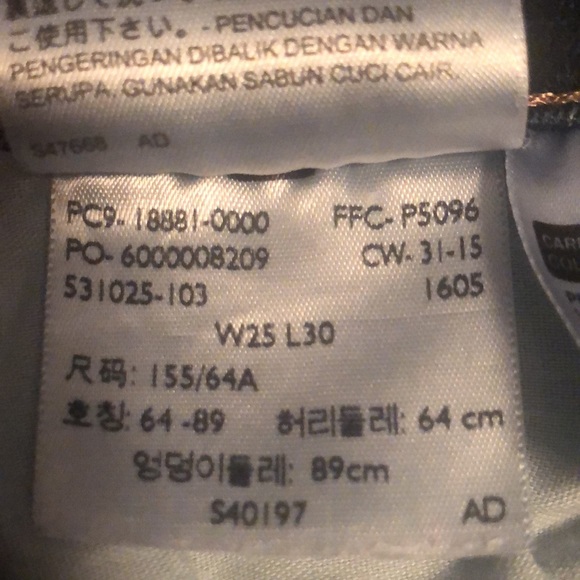 ご使用下さい。- PENCUCIAN DAN
PENGERINGAN DIBALIK DENGAN WARNA
SERUPA. GUNAKAN SABUN CUCI CAIR.
S47668 AD
PC9- 18881-0000 FFC- P5096
PO- 6000008209 CW- 31-15
531025-103 1605
W25 L30
尺码: 155/64A
호칭: 64 -89 허리둘레: 64 cm
엉덩이둘레: 89cm
S40197 AD